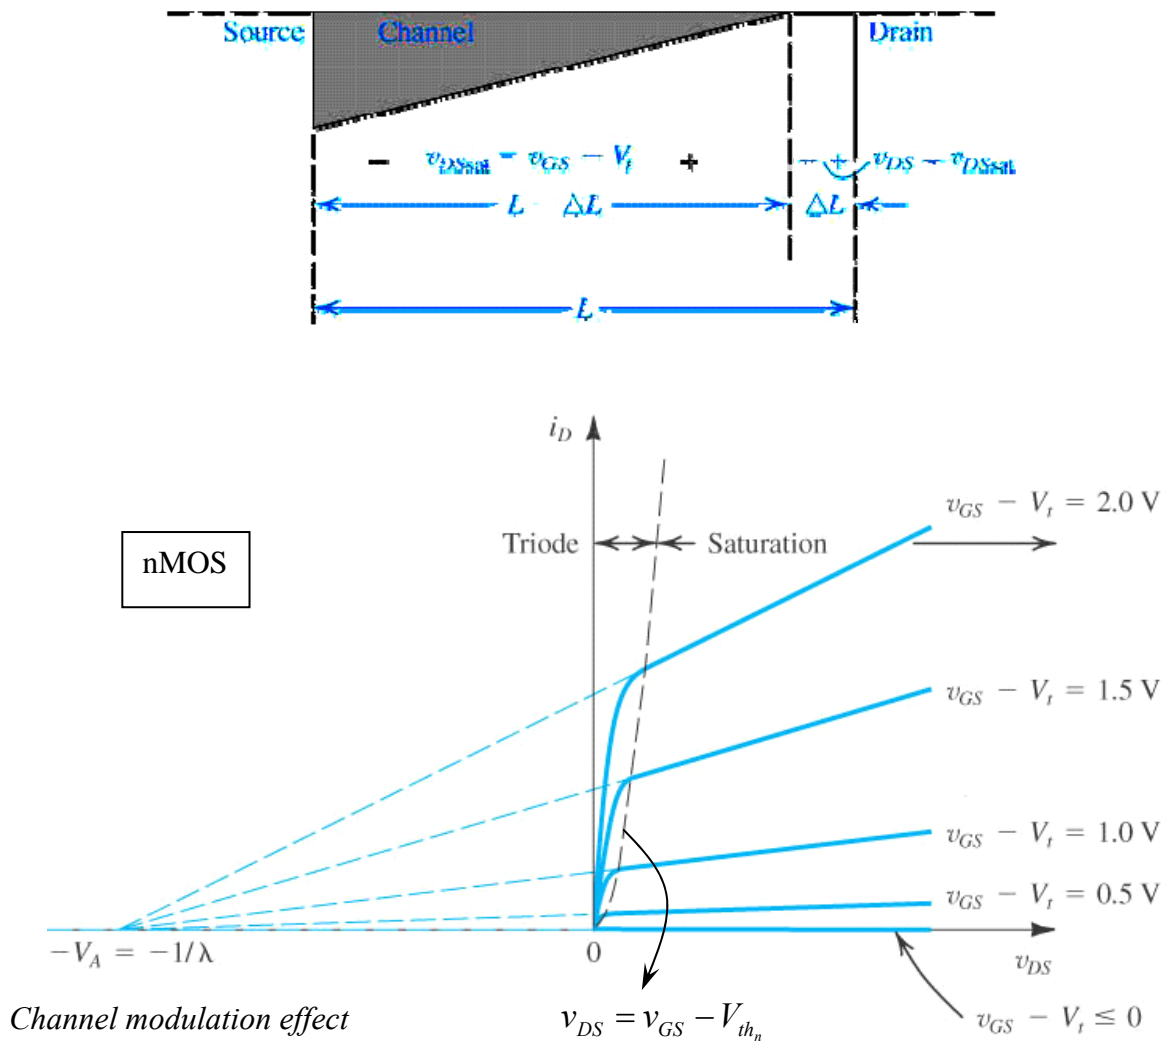 Source Channel Drain
− v_DSsat = v_GS − V_t + − + v_DS − v_DSsat
L − ΔL ΔL
L
i_D
v_GS − V_t = 2.0 V
Triode Saturation
nMOS
v_GS − V_t = 1.5 V
v_GS − V_t = 1.0 V
v_GS − V_t = 0.5 V
−V_A = −1/λ 0 v_DS
Channel modulation effect v_DS = v_GS − V_th_n v_GS − V_t ≤ 0